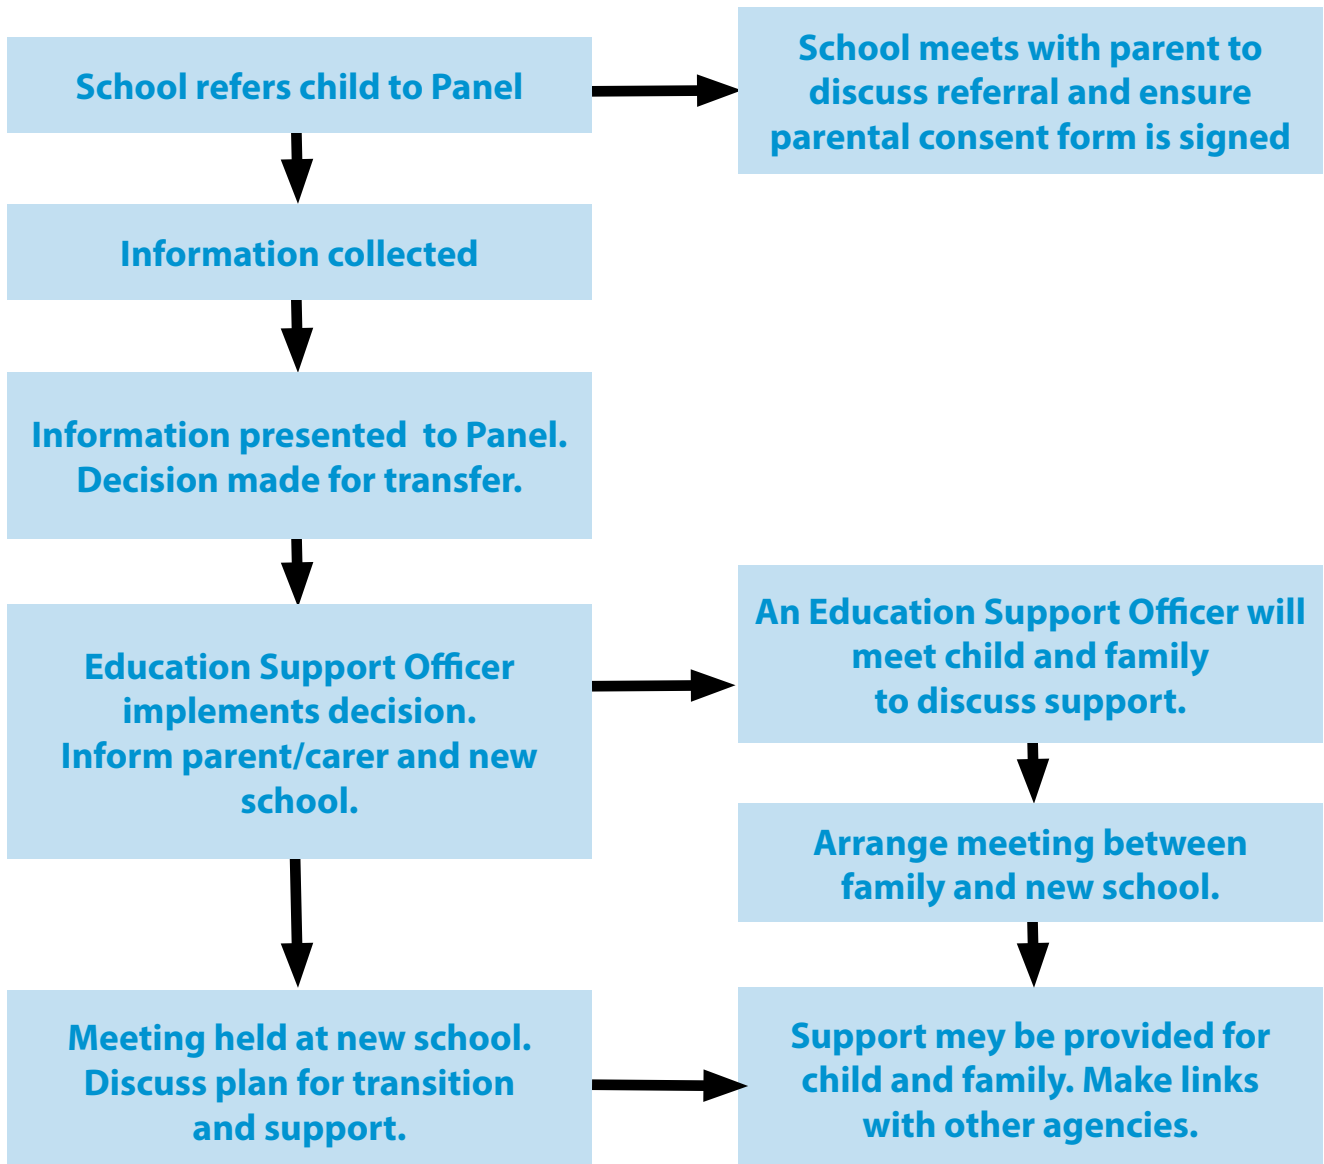 School refers child to Panel
School meets with parent to
discuss referral and ensure
parental consent form is signed
Information collected
Information presented  to Panel.
Decision made for transfer.
Education Support Officer
implements decision.
Inform parent/carer and new
school.
An Education Support Officer will
meet child and family
to discuss support.
Arrange meeting between
family and new school.
Meeting held at new school.
Discuss plan for transition
and support.
Support mey be provided for
child and family. Make links
with other agencies.